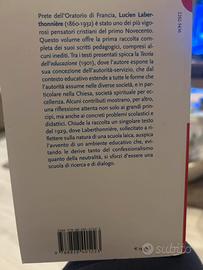 Prete dell'Oratorio di Francia, Lucien Laber-
thonnière (1860-1932) è stato uno dei più vigo-
rosi pensatori cristiani del primo Novecento.
Questo volume offre la prima raccolta com-
pleta dei suoi scritti pedagogici, compresi al-
cuni inediti. Tra i testi presentati spicca la Teoria
dell'educazione (1901), dove l'autore espone la
sua concezione dell'autorità-servizio, che dal
contesto educativo estende a tutte le forme che
l'autorità assume nelle diverse società, e in par-
ticolare nella Chiesa, società spirituale per ec-
cellenza. Alcuni contributi mostrano, per altro,
una riflessione attenta non solo ai grandi prin-
cipi, ma anche ai concreti problemi scolastici e
didattici. Chiude la raccolta un singolare testo
del 1929, dove Laberthonnière, sollecitato a ri-
flettere sulla natura di una scuola laica, auspica
l'avvento di un ambiente educativo che, evi-
tando le derive tanto del confessionalismo
quanto della neutralità, si sforzi d'essere una
scuola di ricerca e di dialogo.
Subito.it